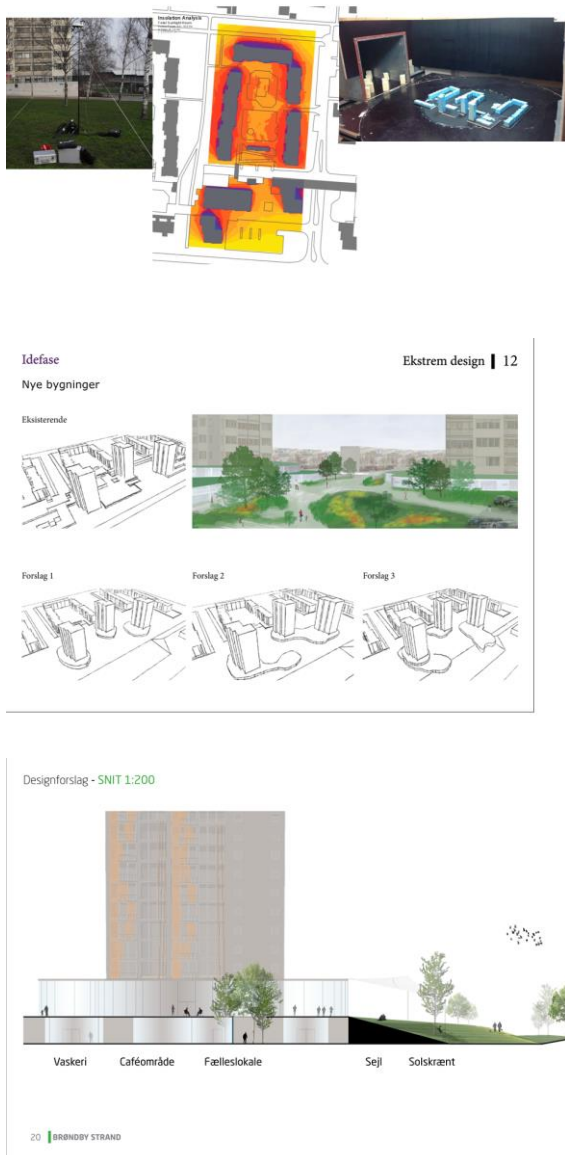 Insolation Analysis
Idefase
Ekstrem design 12
Nye bygninger
Eksisterende
Forslag 1 Forslag 2 Forslag 3
Designforslag - SNIT 1:200
Vaskeri Caféområde Fælleslokale Sejl Solskrænt
20 BRØNDBY STRAND